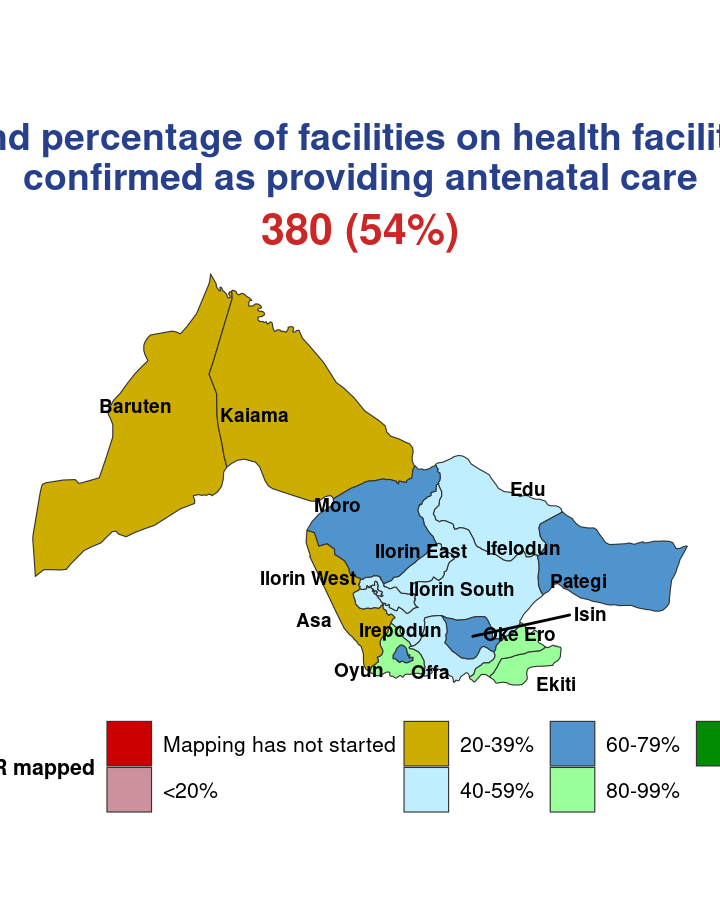 nd percentage of facilities on health facilit
confirmed as providing antenatal care
380 (54%)
Baruten
Kaiama
Edu
Moro
Ilorin East
Ifelodun
Ilorin West
Ilorin South
Pategi
Asa
Isin
Irepodun
Oke Ero
Oyun
Offa
Ekiti
R mapped
Mapping has not started
20-39%
60-79%
<20%
40-59%
80-99%